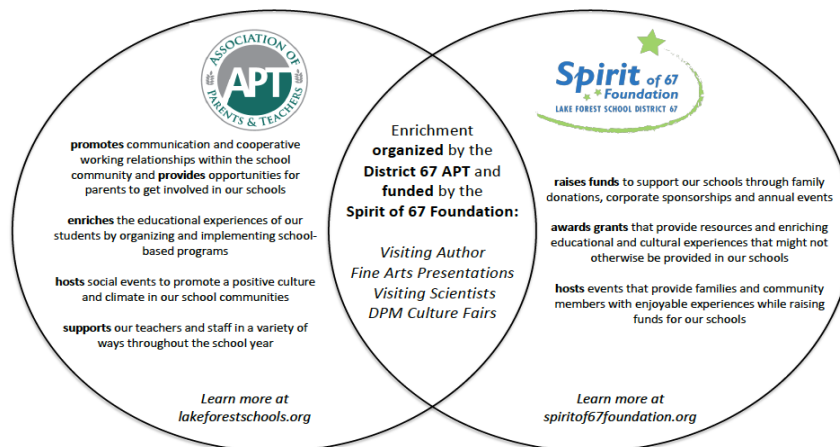 ASSOCIATION OF
APT
PARENTS & TEACHERS
promotes communication and cooperative
working relationships within the school
community and provides opportunities for
parents to get involved in our schools
enriches the educational experiences of our
students by organizing and implementing school-
based programs
hosts social events to promote a positive culture
and climate in our school communities
supports our teachers and staff in a variety of
ways throughout the school year
Learn more at
lakeforestschools.org
Enrichment
organized by the
District 67 APT and
funded by the
Spirit of 67 Foundation:
Visiting Author
Fine Arts Presentations
Visiting Scientists
DPM Culture Fairs
Spirit of 67
Foundation
LAKE FOREST SCHOOL DISTRICT 67
raises funds to support our schools through family
donations, corporate sponsorships and annual events
awards grants that provide resources and enriching
educational and cultural experiences that might not
otherwise be provided in our schools
hosts events that provide families and community
members with enjoyable experiences while raising
funds for our schools
Learn more at
spiritof67foundation.org